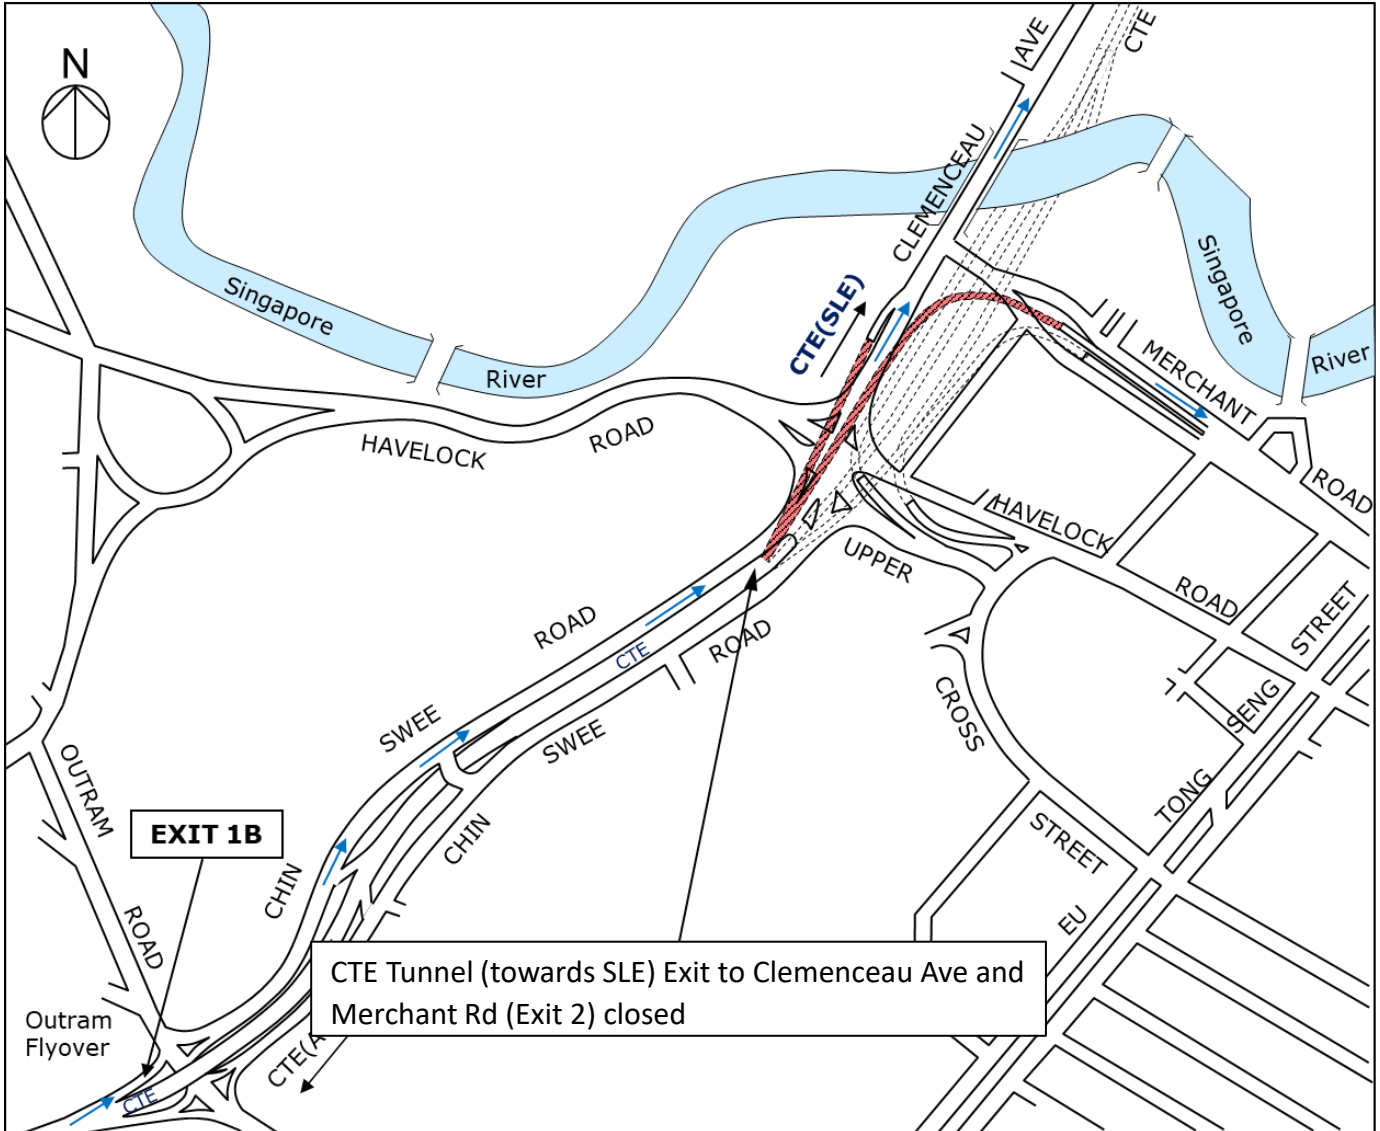 N
AVE
CTE
CLEMENCEAU
CTE(SLE)
Singapore
River
Singapore
River
MERCHANT
ROAD
HAVELOCK
ROAD
HAVELOCK
ROAD
UPPER
CROSS
STREET
ROAD
CTE
ROAD
SWEE
SWEE
CHIN
CHIN
STREET
SENG
TONG
EU
OUTRAM
ROAD
EXIT 1B
CTE Tunnel (towards SLE) Exit to Clemenceau Ave and
Merchant Rd (Exit 2) closed
Outram
Flyover
CTE(A
CTE